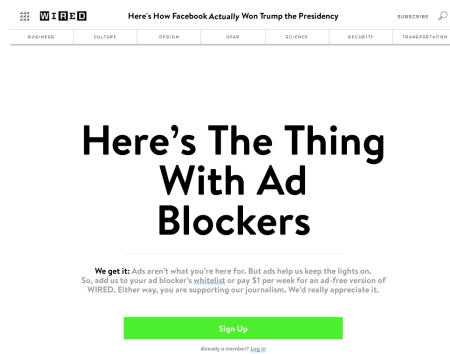 WIRED
Here's How Facebook Actually Won Trump the Presidency
SUBSCRIBE
BUSINESS CULTURE DESIGN GEAR SCIENCE SECURITY TRANSPORTATION
Here's The Thing
With Ad
Blockers
We get it: Ads aren't what you're here for. But ads help us keep the lights on.
So, add us to your ad blocker's whitelist or pay $1 per week for an ad-free version of
WIRED. Either way, you are supporting our journalism. We'd really appreciate it.
Sign Up
Already a member? Log in